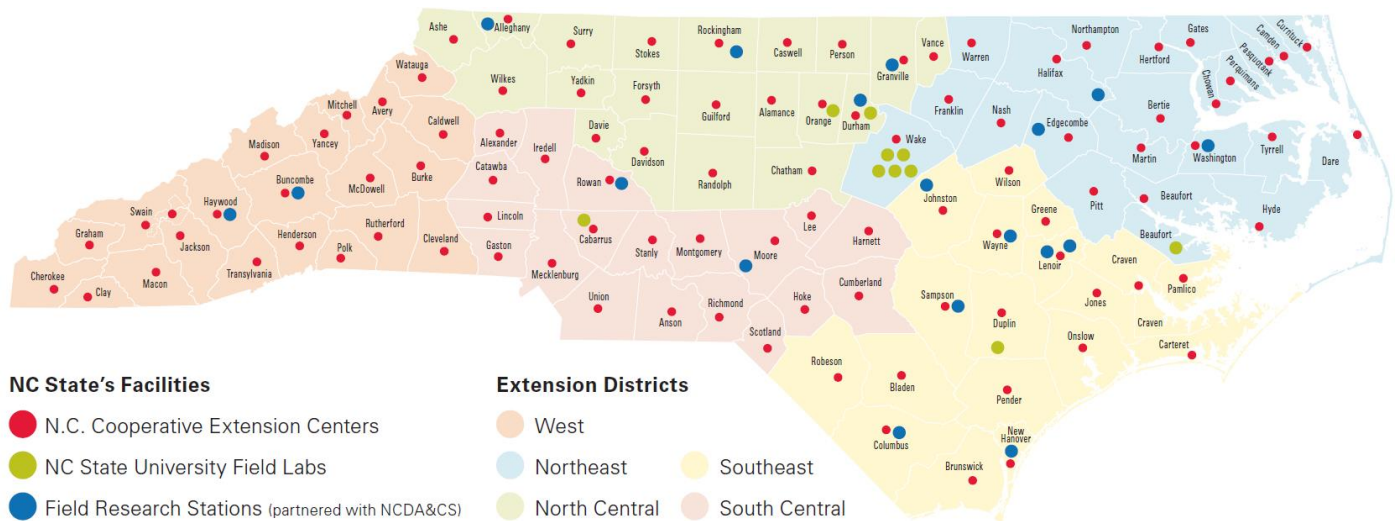 Ashe
Alleghany
Surry
Stokes
Rockingham
Caswell
Person
Granville
Vance
Warren
Northampton
Gates
Hertford
Halifax
Camden
Currituck
Pasquotank
Perquimans
Chowan
Watauga
Wilkes
Yadkin
Forsyth
Guilford
Alamance
Orange
Durham
Franklin
Nash
Edgecombe
Bertie
Mitchell
Avery
Caldwell
Alexander
Iredell
Davie
Davidson
Randolph
Chatham
Wake
Martin
Washington
Tyrrell
Dare
Madison
Yancey
Buncombe
McDowell
Burke
Catawba
Rowan
Johnston
Wilson
Greene
Pitt
Beaufort
Hyde
Swain
Haywood
Jackson
Henderson
Polk
Rutherford
Cleveland
Lincoln
Gaston
Cabarrus
Stanly
Montgomery
Moore
Lee
Harnett
Wayne
Lenoir
Beaufort
Craven
Pamlico
Graham
Cherokee
Clay
Macon
Transylvania
Mecklenburg
Union
Anson
Richmond
Scotland
Hoke
Cumberland
Sampson
Duplin
Jones
Craven
Onslow
Carteret
Robeson
Bladen
Pender
Columbus
Brunswick
New
Hanover
NC State's Facilities
N.C. Cooperative Extension Centers
NC State University Field Labs
Field Research Stations (partnered with NCDA&CS)
Extension Districts
West
Northeast
Southeast
North Central
South Central